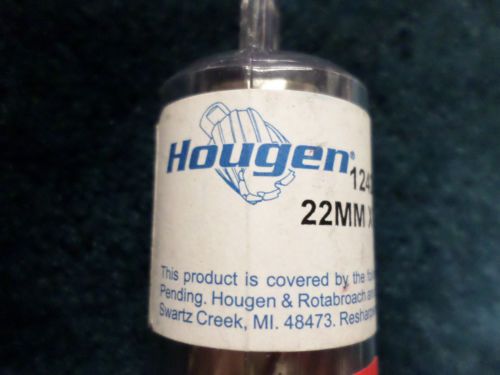 Hougen®
124
22MM X
This product is covered by the
Pending. Hougen & Rotabroach
Swartz Creek, MI. 48473.